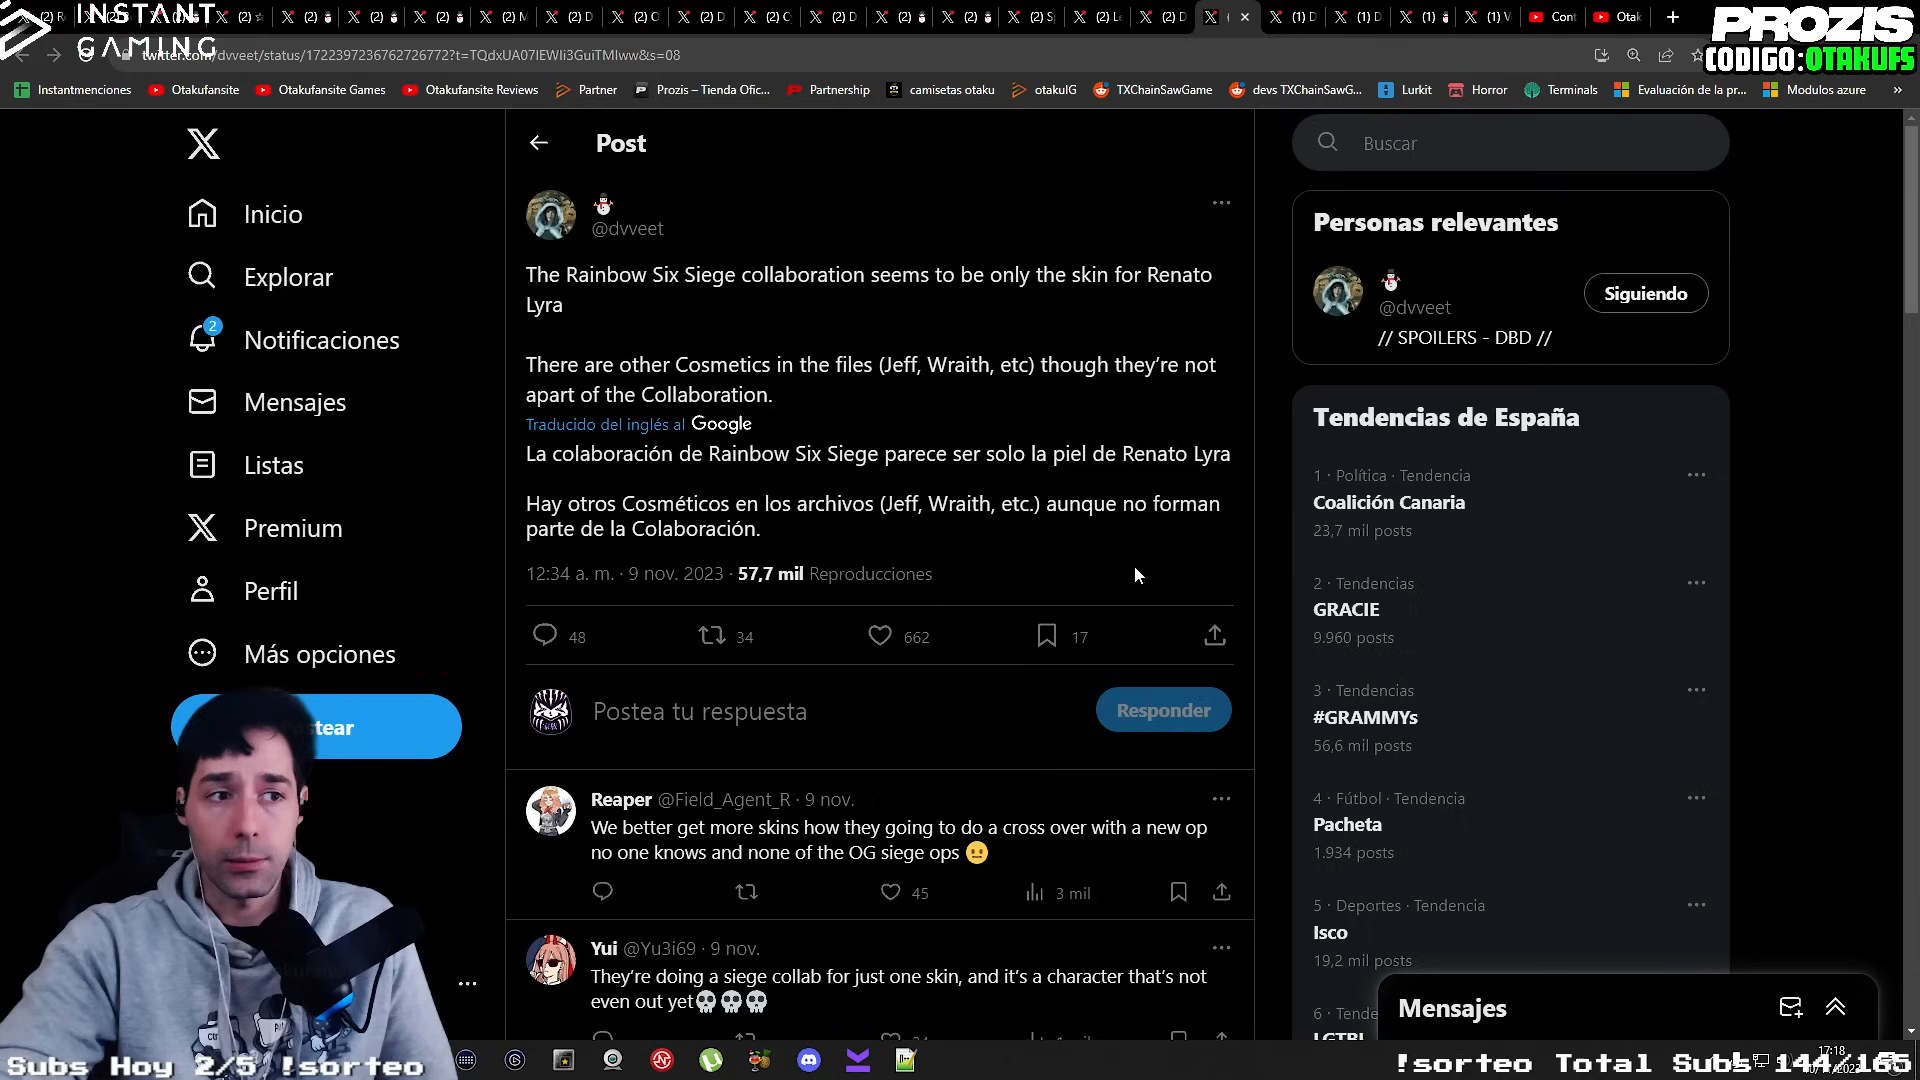 INSTANT
GAMING
PROZIS
CODIGO:OTAKUFS
twitter.com/dvveet/status/1722397236762726772?t=TQdxUA07lEWli3GuiTMlww&s=08
Instantmenciones
Otakufansite
Otakufansite Games
Otakufansite Reviews
Partner
Prozis – Tienda Ofic...
Partnership
camisetas otaku
otakuIG
TXChainSawGame
devs TXChainSawG...
Lurkit
Horror
Terminals
Evaluación de la pr...
Modulos azure
Inicio
Explorar
2
Notificaciones
Mensajes
Listas
Premium
Perfil
Más opciones
Post
@dvveet
The Rainbow Six Siege collaboration seems to be only the skin for Renato
Lyra
There are other Cosmetics in the files (Jeff, Wraith, etc) though they’re not
apart of the Collaboration.
Traducido del inglés al Google
La colaboración de Rainbow Six Siege parece ser solo la piel de Renato Lyra
Hay otros Cosméticos en los archivos (Jeff, Wraith, etc.) aunque no forman
parte de la Colaboración.
12:34 a. m. · 9 nov. 2023 · 57,7 mil Reproducciones
48 34 662 17
Postea tu respuesta
Responder
Reaper @Field_Agent_R · 9 nov.
We better get more skins how they going to do a cross over with a new op
no one knows and none of the OG siege ops 😐
45 3 mil
Yui @Yu3i69 · 9 nov.
They’re doing a siege collab for just one skin, and it’s a character that’s not
even out yet💀💀💀
Buscar
Personas relevantes
@dvveet
Siguiendo
// SPOILERS - DBD //
Tendencias de España
1 · Política · Tendencia
Coalición Canaria
23,7 mil posts
2 · Tendencias
GRACIE
9.960 posts
3 · Tendencias
#GRAMMYs
56,6 mil posts
4 · Fútbol · Tendencia
Pacheta
1.934 posts
5 · Deportes · Tendencia
Isco
19,2 mil posts
Mensajes
Subs Hoy 2/5 !sorteo
17:18
!sorteo Total Subs 144/165